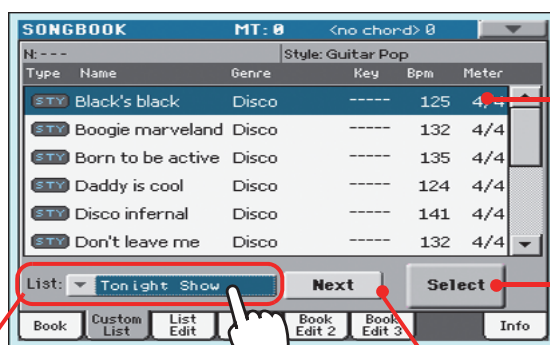 SONGBOOK MT: 0 <no chord> 0
N: --- Style: Guitar Pop
Type Name Genre Key Bpm Meter
STY Black's black Disco ----- 125 4/4
STY Boogie marveland Disco ----- 132 4/4
STY Born to be active Disco ----- 135 4/4
STY Daddy is cool Disco ----- 124 4/4
STY Disco infernal Disco ----- 141 4/4
STY Don't leave me Disco ----- 132 4/4
List: Tonight Show Next Select
Book Custom List List Edit Book Edit 2 Book Edit 3 Info